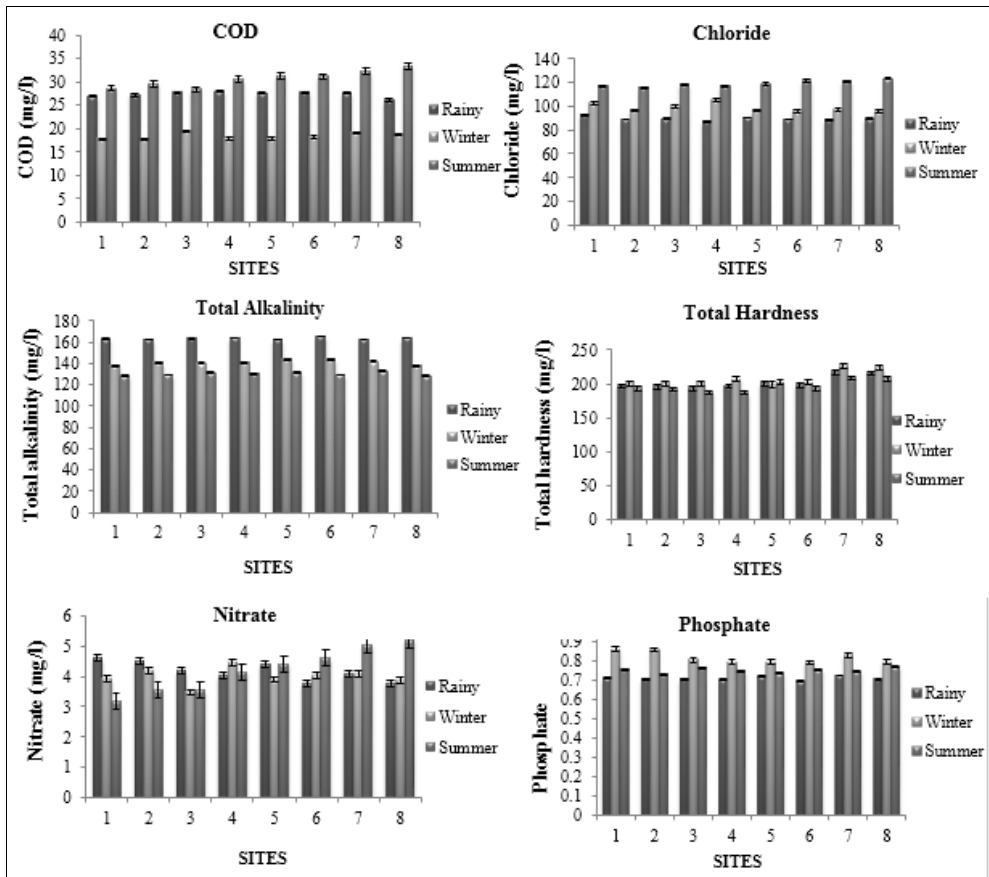 COD
COD (mg/l)
40
35
30
25
20
15
10
5
0
1 2 3 4 5 6 7 8
SITES
Rainy
Winter
Summer
Chloride
Chloride (mg/l)
140
120
100
80
60
40
20
0
1 2 3 4 5 6 7 8
SITES
Rainy
Winter
Summer
Total Alkalinity
Total alkalinity (mg/l)
180
160
140
120
100
80
60
40
20
0
1 2 3 4 5 6 7 8
SITES
Rainy
Winter
Summer
Total Hardness
Total hardness (mg/l)
250
200
150
100
50
0
1 2 3 4 5 6 7 8
SITES
Rainy
Winter
Summer
Nitrate
Nitrate (mg/l)
6
5
4
3
2
1
0
1 2 3 4 5 6 7 8
SITES
Rainy
Winter
Summer
Phosphate
Phosphate
0.9
0.8
0.7
0.6
0.5
0.4
0.3
0.2
0.1
0
1 2 3 4 5 6 7 8
SITES
Rainy
Winter
Summer